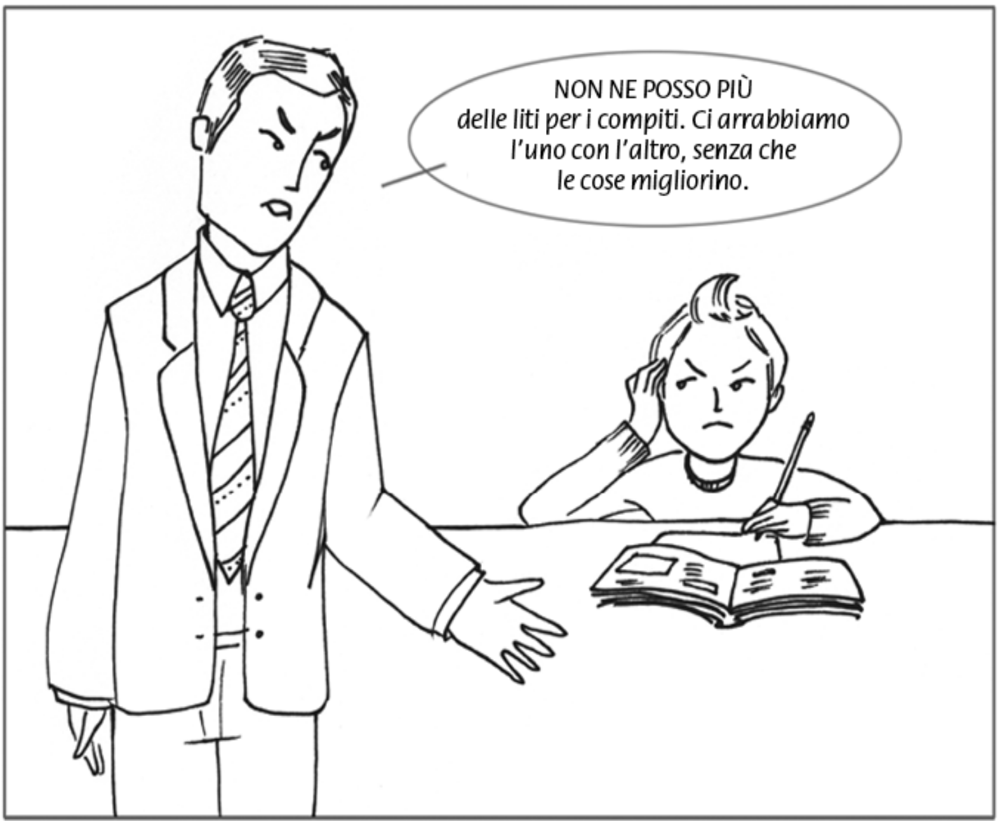 NON NE POSSO PIÙ
delle liti per i compiti. Ci arrabbiamo
l'uno con l'altro, senza che
le cose migliorino.